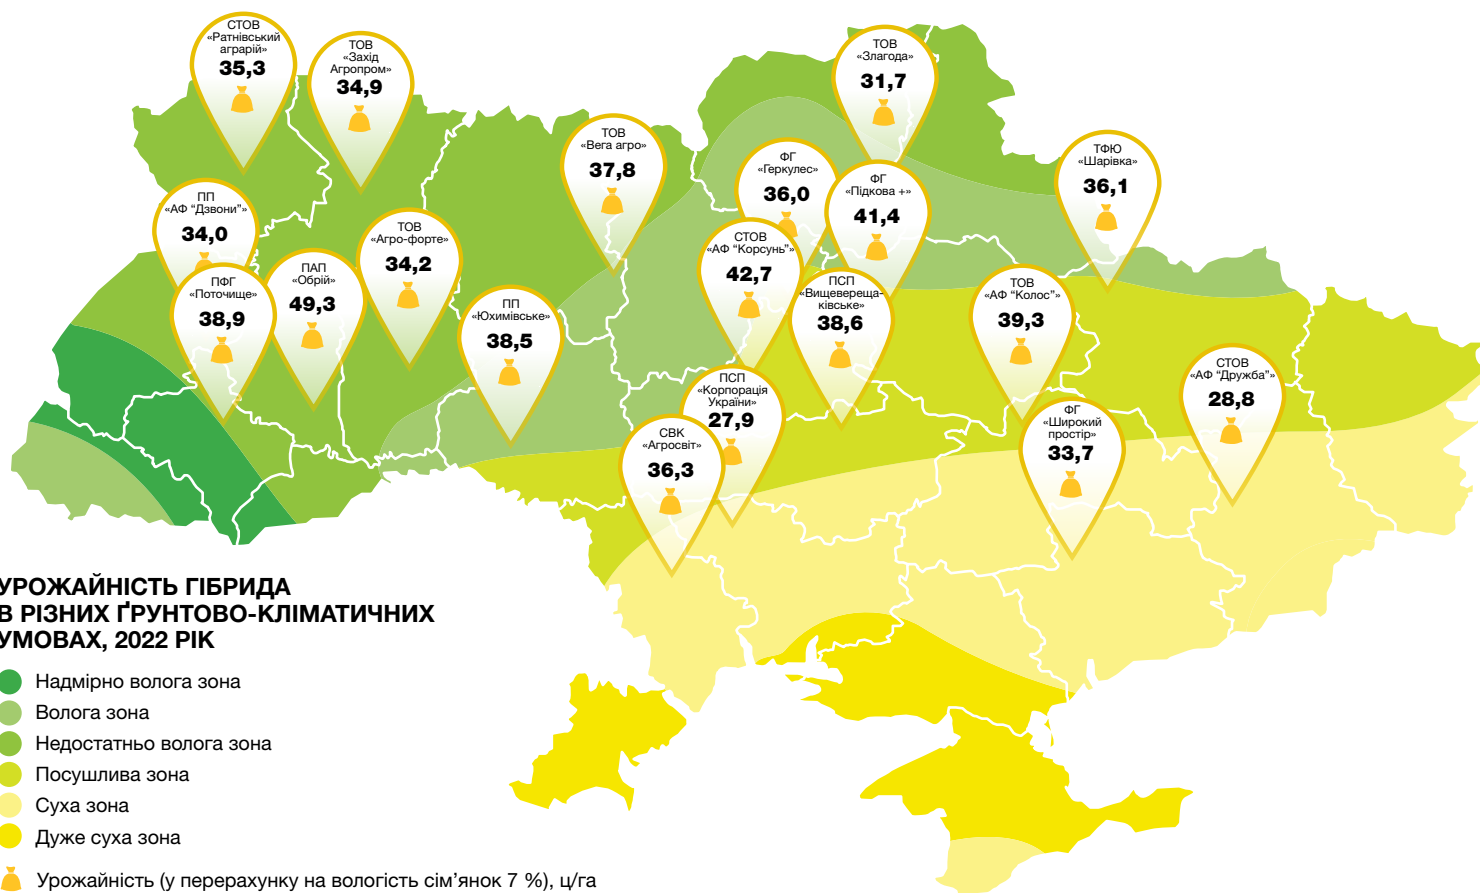 СТОВ
«Ратнівський
аграрій»
35,3
ТОВ
«Захід
Агропром»
34,9
ТОВ
«Злагода»
31,7
ТОВ
«Вега агро»
37,8
ФГ
«Геркулес»
36,0
ФГ
«Підкова +»
41,4
ТФЮ
«Шарівка»
36,1
ПП
«АФ “Дзвони”»
34,0
ТОВ
«Агро-форте»
34,2
СТОВ
«АФ “Корсунь”»
42,7
ПФГ
«Поточище»
38,9
ПАП
«Обрій»
49,3
ПП
«Юхимівське»
38,5
ПСП
«Вищевереща-
ківське»
38,6
ТОВ
«АФ “Колос”»
39,3
СТОВ
«АФ “Дружба”»
28,8
ПСП
«Корпорація
України»
27,9
СВК
«Агросвіт»
36,3
ФГ
«Широкий
простір»
33,7
УРОЖАЙНІСТЬ ГІБРИДА
В РІЗНИХ ҐРУНТОВО-КЛІМАТИЧНИХ
УМОВАХ, 2022 РІК
Надмірно волога зона
Волога зона
Недостатньо волога зона
Посушлива зона
Суха зона
Дуже суха зона
Урожайність (у перерахунку на вологість сім’янок 7 %), ц/га